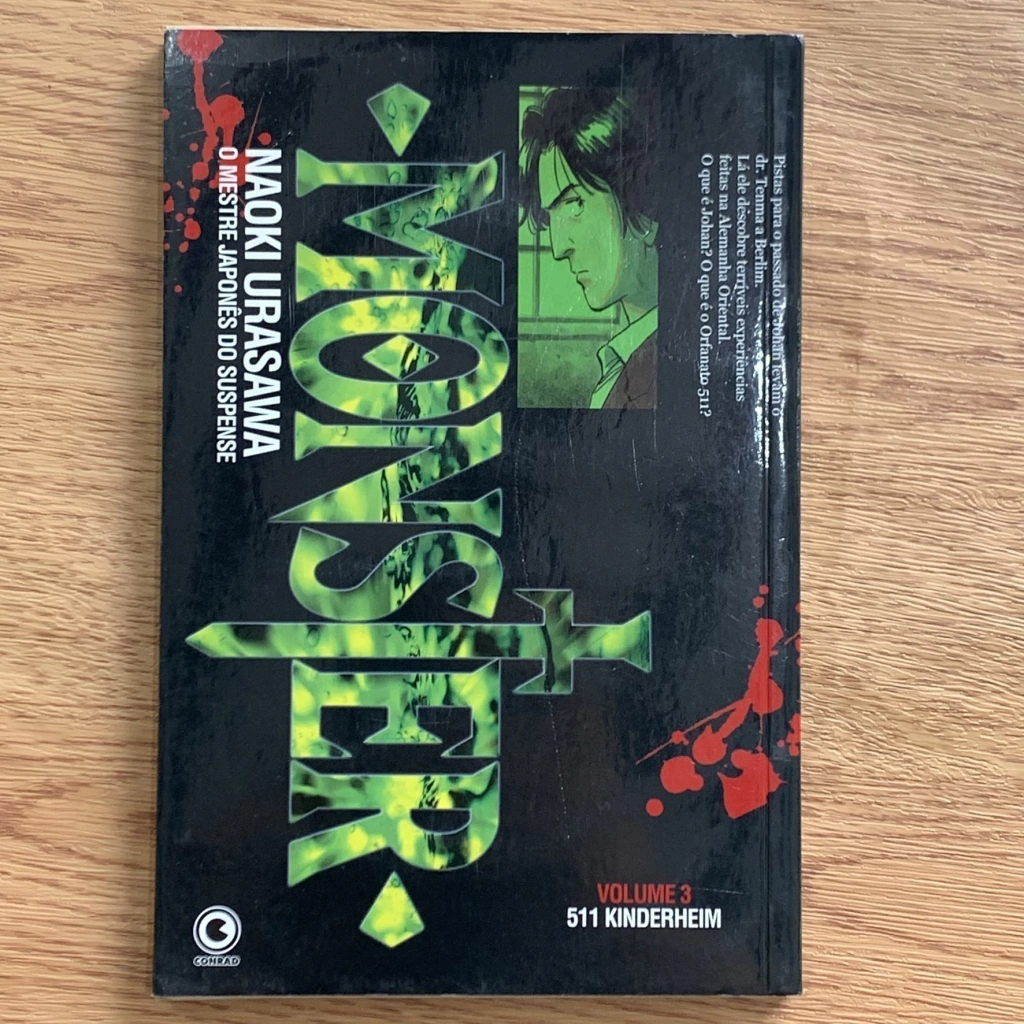 Pistas para o passado de Johan levam o
dr. Tenma a Berlim.
Lá ele descobre terríveis experiências
feitas na Alemanha Oriental.
O que é Johan? O que é o Orfanato 511?
MONSTER
NAOKI URASAWA
O MESTRE JAPONÊS DO SUSPENSE
VOLUME 3
511 KINDERHEIM
CONRAD